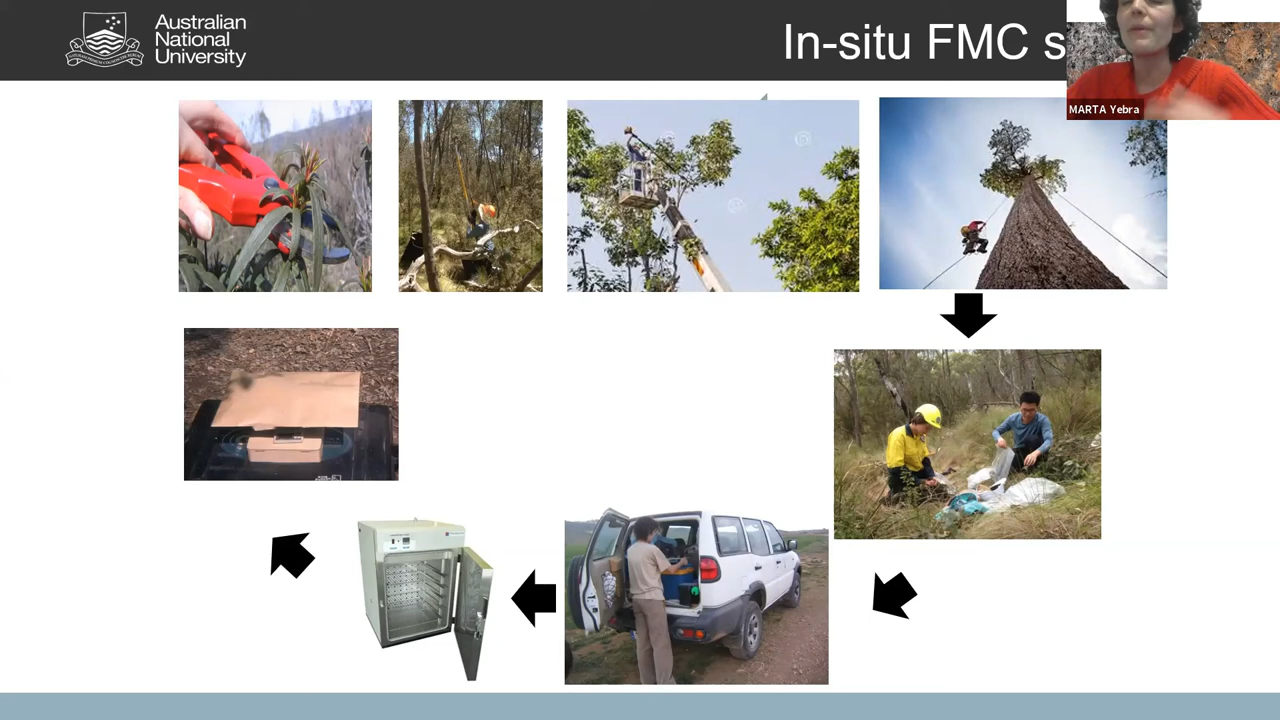 Australian
National
University
In-situ FMC s
MARTA Yebra